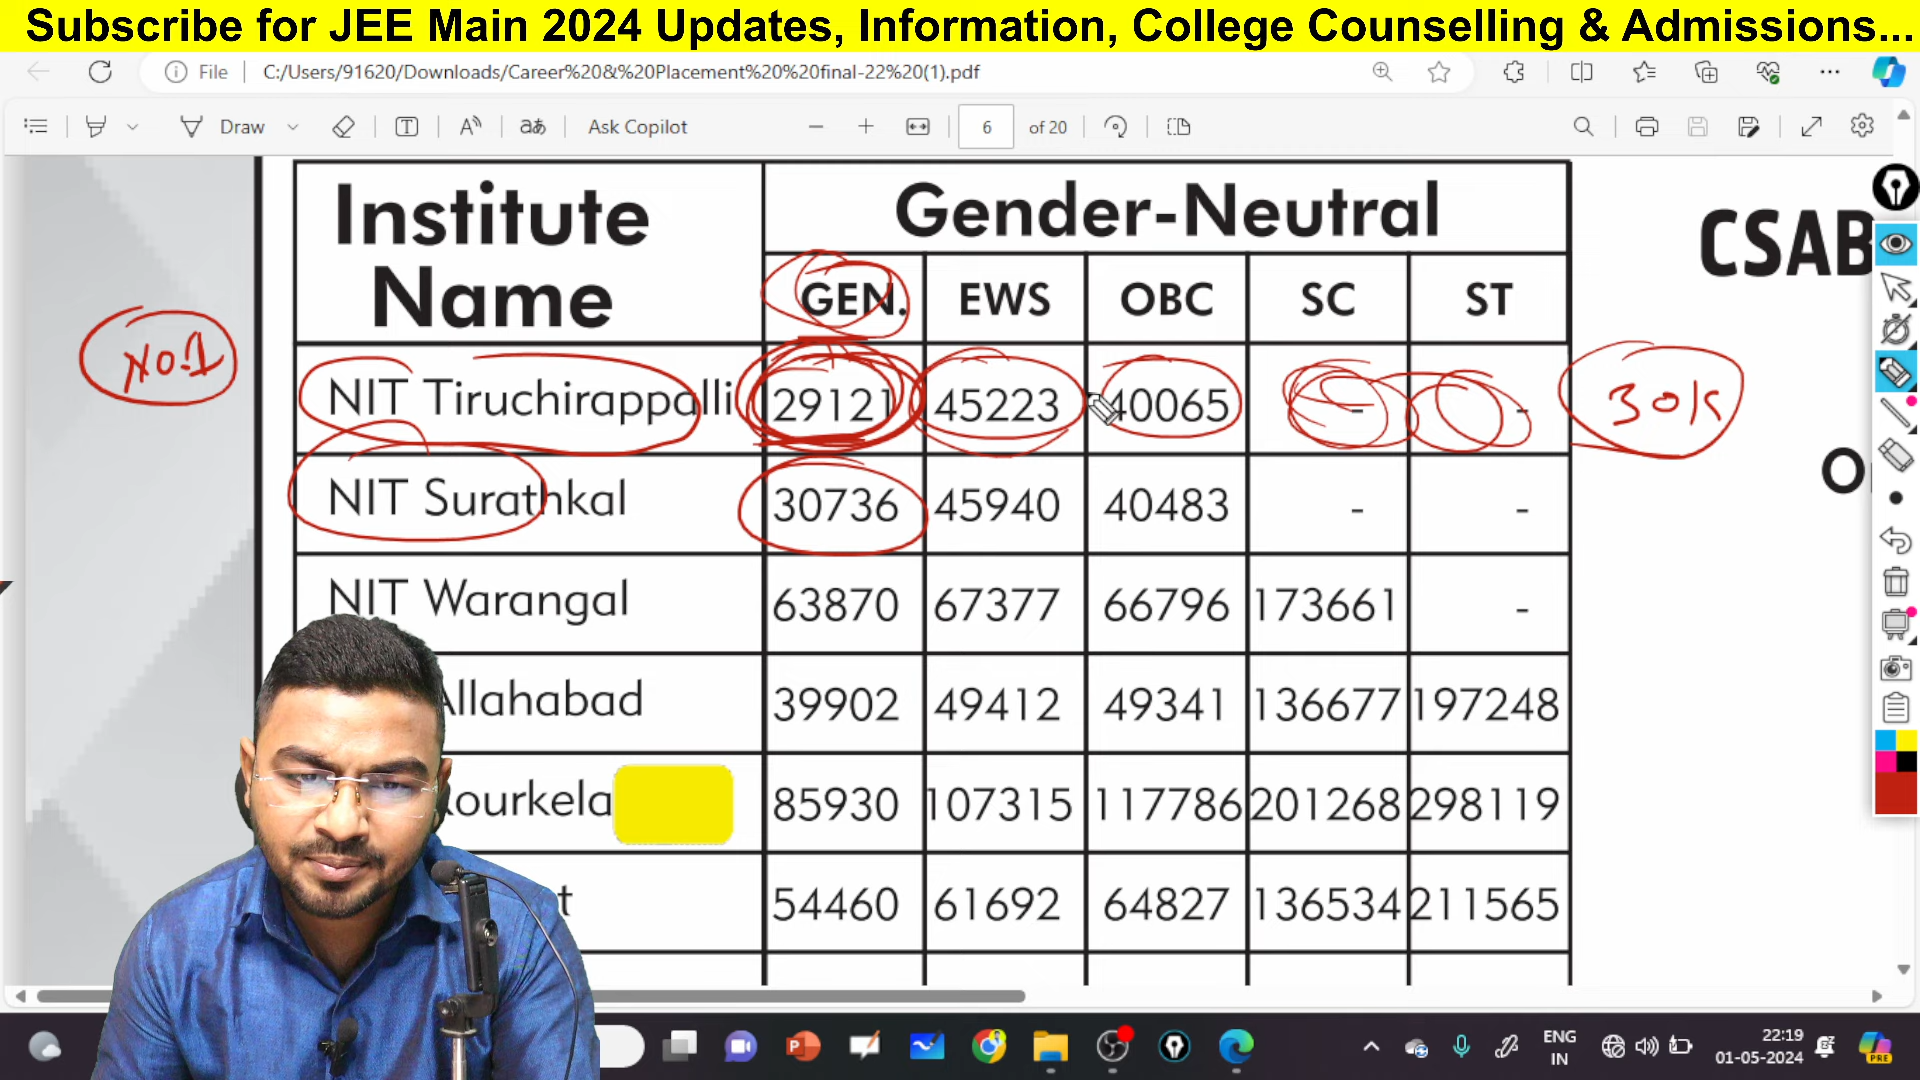 Subscribe for JEE Main 2024 Updates, Information, College Counselling & Admissions...
File C:/Users/91620/Downloads/Career%20&%20Placement%20%20final-22%20(1).pdf
Draw Ask Copilot 6 of 20
Institute Name Gender-Neutral
GEN. EWS OBC SC ST
CSAB
No.1
NIT Tiruchirappalli 29121 45223 40065 - - 30K
NIT Surathkal 30736 45940 40483 - -
NIT Warangal 63870 67377 66796 173661 -
Allahabad 39902 49412 49341 136677 197248
ourkela 85930 107315 117786 201268 298119
t 54460 61692 64827 136534 211565
ENG
IN
22:19
01-05-2024
PRE